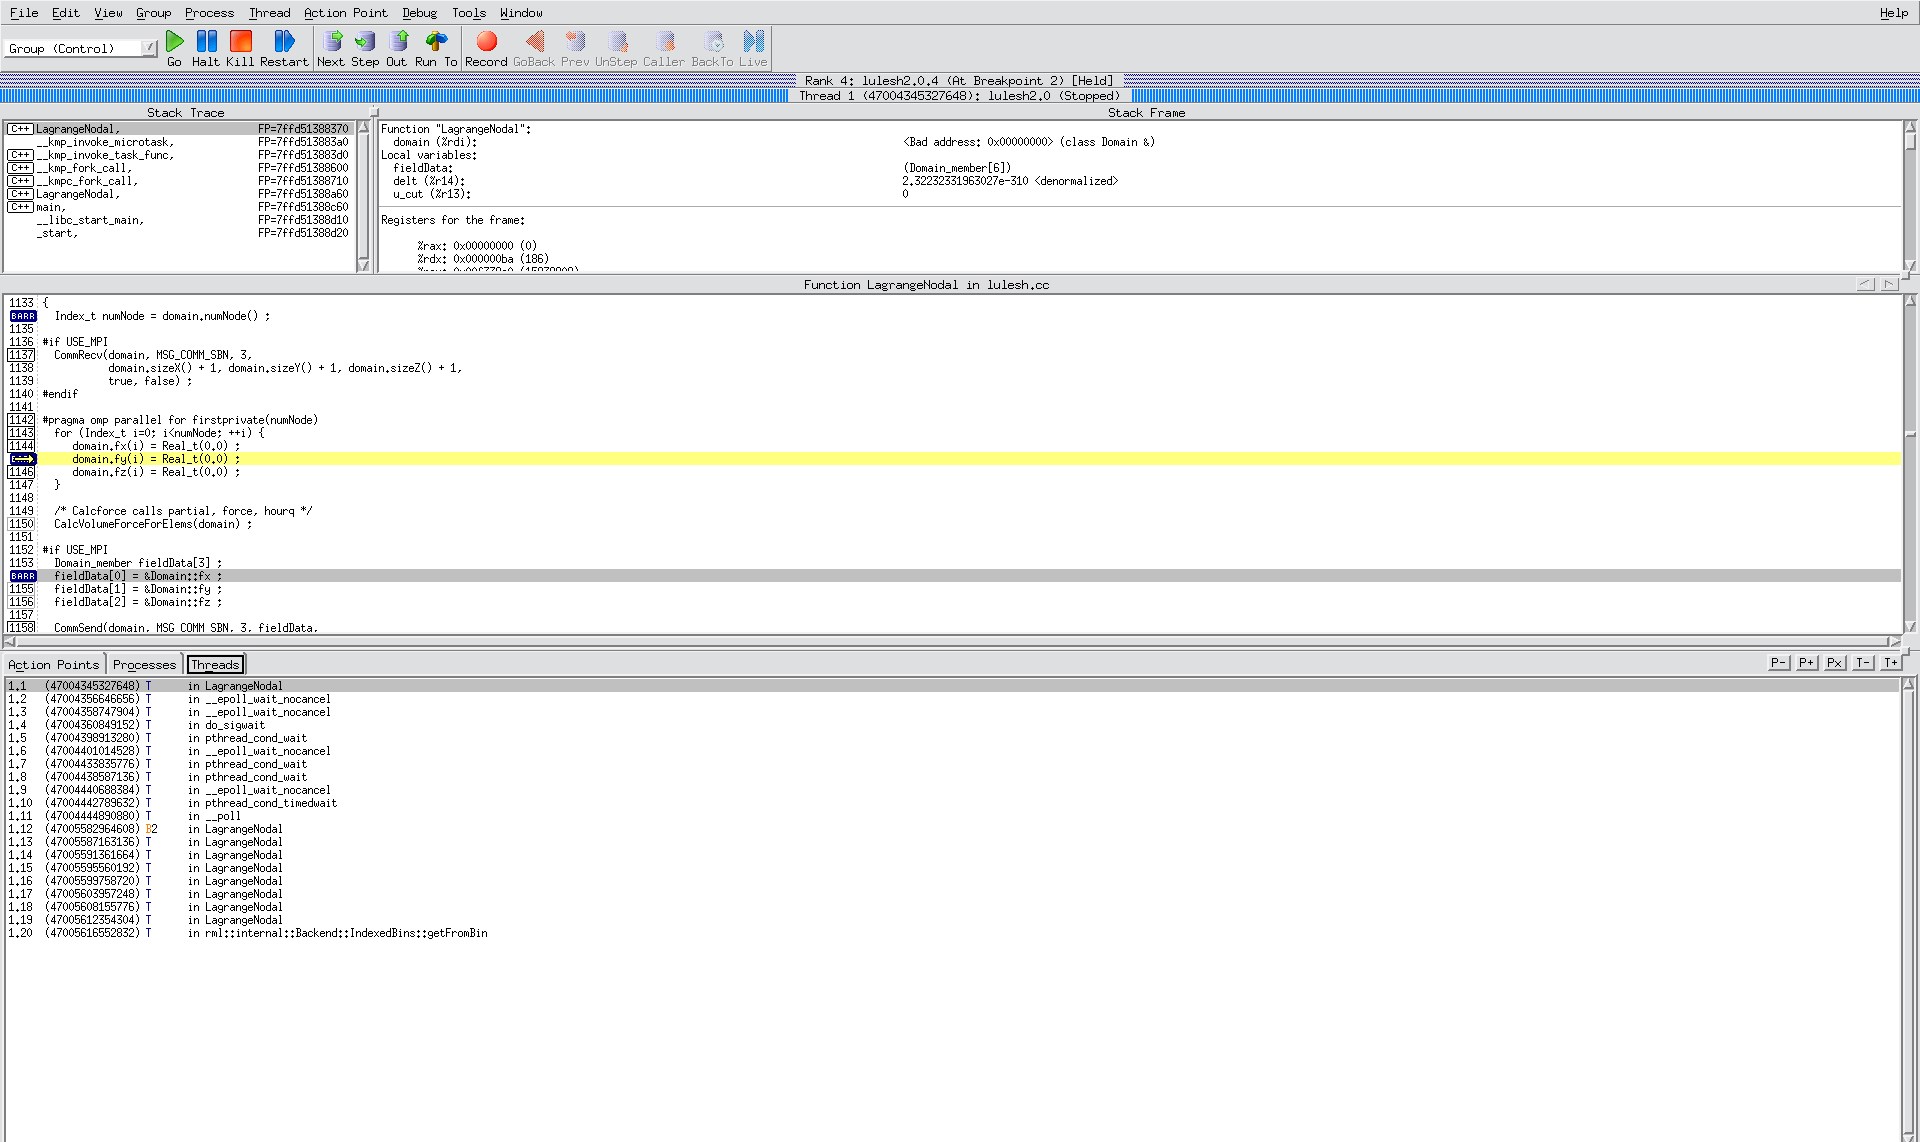 File Edit View Group Process Thread Action Point Debug Tools Window Help
Group (Control)
Go Halt Kill Restart Next Step Out Run To Record GoBack Prev UnStep Caller BackTo Live
Rank 4: lulesh2.0.4 (At Breakpoint 2) [Held]
Thread 1 (47004345327648): lulesh2.0 (Stopped)
Stack Trace
C++ LagrangeNodal, FP=7ffd51388370
__kmp_invoke_microtask, FP=7ffd513883a0
C++ __kmp_invoke_task_func, FP=7ffd513883d0
C++ __kmp_fork_call, FP=7ffd51388600
C++ __kmpc_fork_call, FP=7ffd51388710
C++ LagrangeNodal, FP=7ffd51388a60
C++ main, FP=7ffd51388c60
__libc_start_main, FP=7ffd51388d10
_start, FP=7ffd51388d20
Stack Frame
Function "LagrangeNodal":
domain (%rdi): <Bad address: 0x00000000> (class Domain &)
Local variables:
fieldData: (Domain_member[6])
delt (%r14): 2.32232331963027e-310 <denormalized>
u_cut (%r13): 0
Registers for the frame:
%rax: 0x00000000 (0)
%rdx: 0x000000ba (186)
Function LagrangeNodal in lulesh.cc
1133 {
BARR Index_t numNode = domain.numNode() ;
1135
1136 #if USE_MPI
1137 CommRecv(domain, MSG_COMM_SBN, 3,
1138 domain.sizeX() + 1, domain.sizeY() + 1, domain.sizeZ() + 1,
1139 true, false) ;
1140 #endif
1141
1142 #pragma omp parallel for firstprivate(numNode)
1143 for (Index_t i=0; i<numNode; ++i) {
1144 domain.fx(i) = Real_t(0.0) ;
domain.fy(i) = Real_t(0.0) ;
1146 domain.fz(i) = Real_t(0.0) ;
1147 }
1148
1149 /* Calcforce calls partial, force, hourq */
1150 CalcVolumeForceForElems(domain) ;
1151
1152 #if USE_MPI
1153 Domain_member fieldData[3] ;
BARR fieldData[0] = &Domain::fx ;
1155 fieldData[1] = &Domain::fy ;
1156 fieldData[2] = &Domain::fz ;
1157
1158 CommSend(domain, MSG_COMM_SBN, 3, fieldData,
Action Points Processes Threads P- P+ Px T- T+
1.1 (47004345327648) T in LagrangeNodal
1.2 (47004356646656) T in __epoll_wait_nocancel
1.3 (47004358747904) T in __epoll_wait_nocancel
1.4 (47004360849152) T in do_sigwait
1.5 (47004398913280) T in pthread_cond_wait
1.6 (47004401014528) T in __epoll_wait_nocancel
1.7 (47004433835776) T in pthread_cond_wait
1.8 (47004438587136) T in pthread_cond_wait
1.9 (47004440688384) T in __epoll_wait_nocancel
1.10 (47004442789632) T in pthread_cond_timedwait
1.11 (47004444890880) T in __poll
1.12 (47005582964608) B2 in LagrangeNodal
1.13 (47005587163136) T in LagrangeNodal
1.14 (47005591361664) T in LagrangeNodal
1.15 (47005595560192) T in LagrangeNodal
1.16 (47005599758720) T in LagrangeNodal
1.17 (47005603957248) T in LagrangeNodal
1.18 (47005608155776) T in LagrangeNodal
1.19 (47005612354304) T in LagrangeNodal
1.20 (47005616552832) T in rml::internal::Backend::IndexedBins::getFromBin